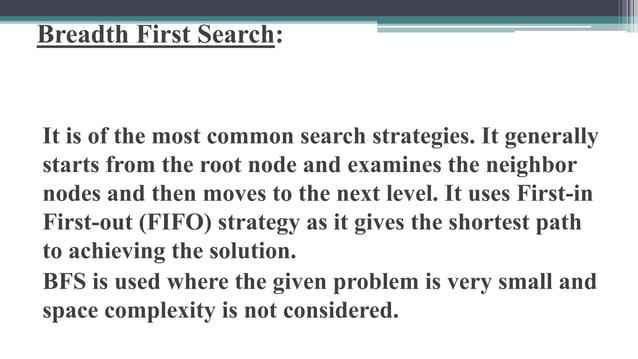 Breadth First Search:
It is of the most common search strategies. It generally
starts from the root node and examines the neighbor
nodes and then moves to the next level. It uses First-in
First-out (FIFO) strategy as it gives the shortest path
to achieving the solution.
BFS is used where the given problem is very small and
space complexity is not considered.